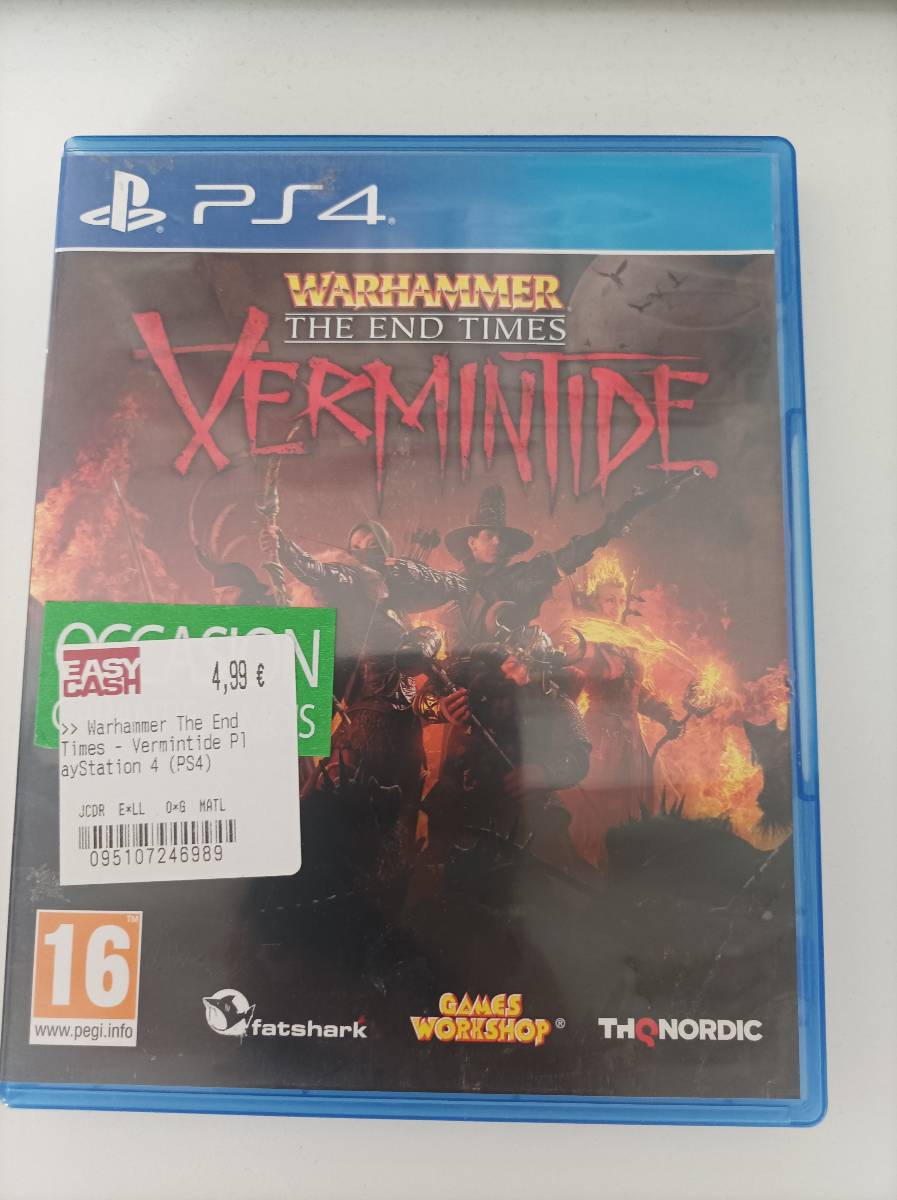 PS4
WARHAMMER
THE END TIMES
VERMINTIDE
OCCASION
EASY
CASH
4,99 €
>> Warhammer The End
Times - Vermintide Pl
ayStation 4 (PS4)
JCDR E*LL O*G MATL
095107246989
16
www.pegi.info
fatshark
GAMES
WORKSHOP®
THQNORDIC